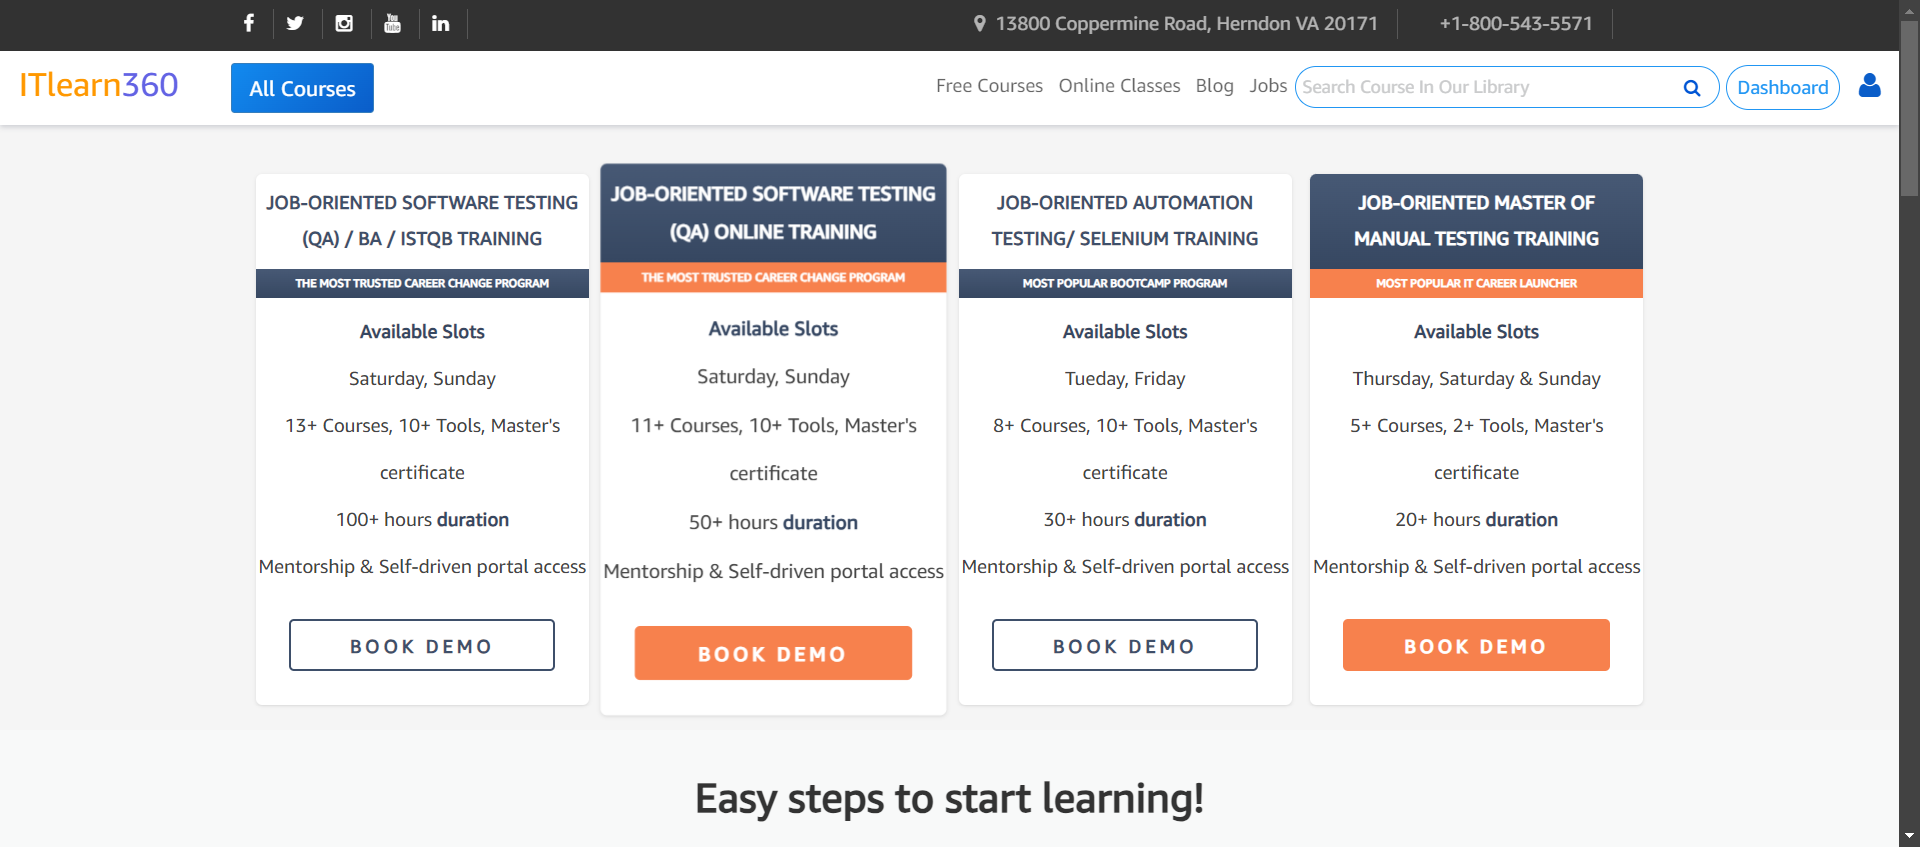 13800 Coppermine Road, Herndon VA 20171
+1-800-543-5571
ITlearn360
All Courses
Free Courses
Online Classes
Blog
Jobs
Search Course In Our Library
Dashboard
JOB-ORIENTED SOFTWARE TESTING
(QA) / BA / ISTQB TRAINING
THE MOST TRUSTED CAREER CHANGE PROGRAM
Available Slots
Saturday, Sunday
13+ Courses, 10+ Tools, Master's
certificate
100+ hours duration
Mentorship & Self-driven portal access
BOOK DEMO
JOB-ORIENTED SOFTWARE TESTING
(QA) ONLINE TRAINING
THE MOST TRUSTED CAREER CHANGE PROGRAM
Available Slots
Saturday, Sunday
11+ Courses, 10+ Tools, Master's
certificate
50+ hours duration
Mentorship & Self-driven portal access
BOOK DEMO
JOB-ORIENTED AUTOMATION
TESTING/ SELENIUM TRAINING
MOST POPULAR BOOTCAMP PROGRAM
Available Slots
Tueday, Friday
8+ Courses, 10+ Tools, Master's
certificate
30+ hours duration
Mentorship & Self-driven portal access
BOOK DEMO
JOB-ORIENTED MASTER OF
MANUAL TESTING TRAINING
MOST POPULAR IT CAREER LAUNCHER
Available Slots
Thursday, Saturday & Sunday
5+ Courses, 2+ Tools, Master's
certificate
20+ hours duration
Mentorship & Self-driven portal access
BOOK DEMO
Easy steps to start learning!